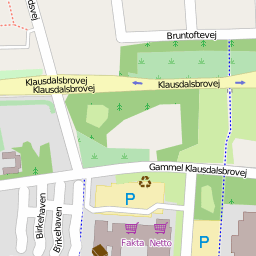 Bruntoftevej
Klausdalsbrovej
Klausdalsbrovej
Klausdalsbrovej
Gammel Klausdalsbrovej
Birkehaven
Birkehaven
P
Fakta
Netto
P